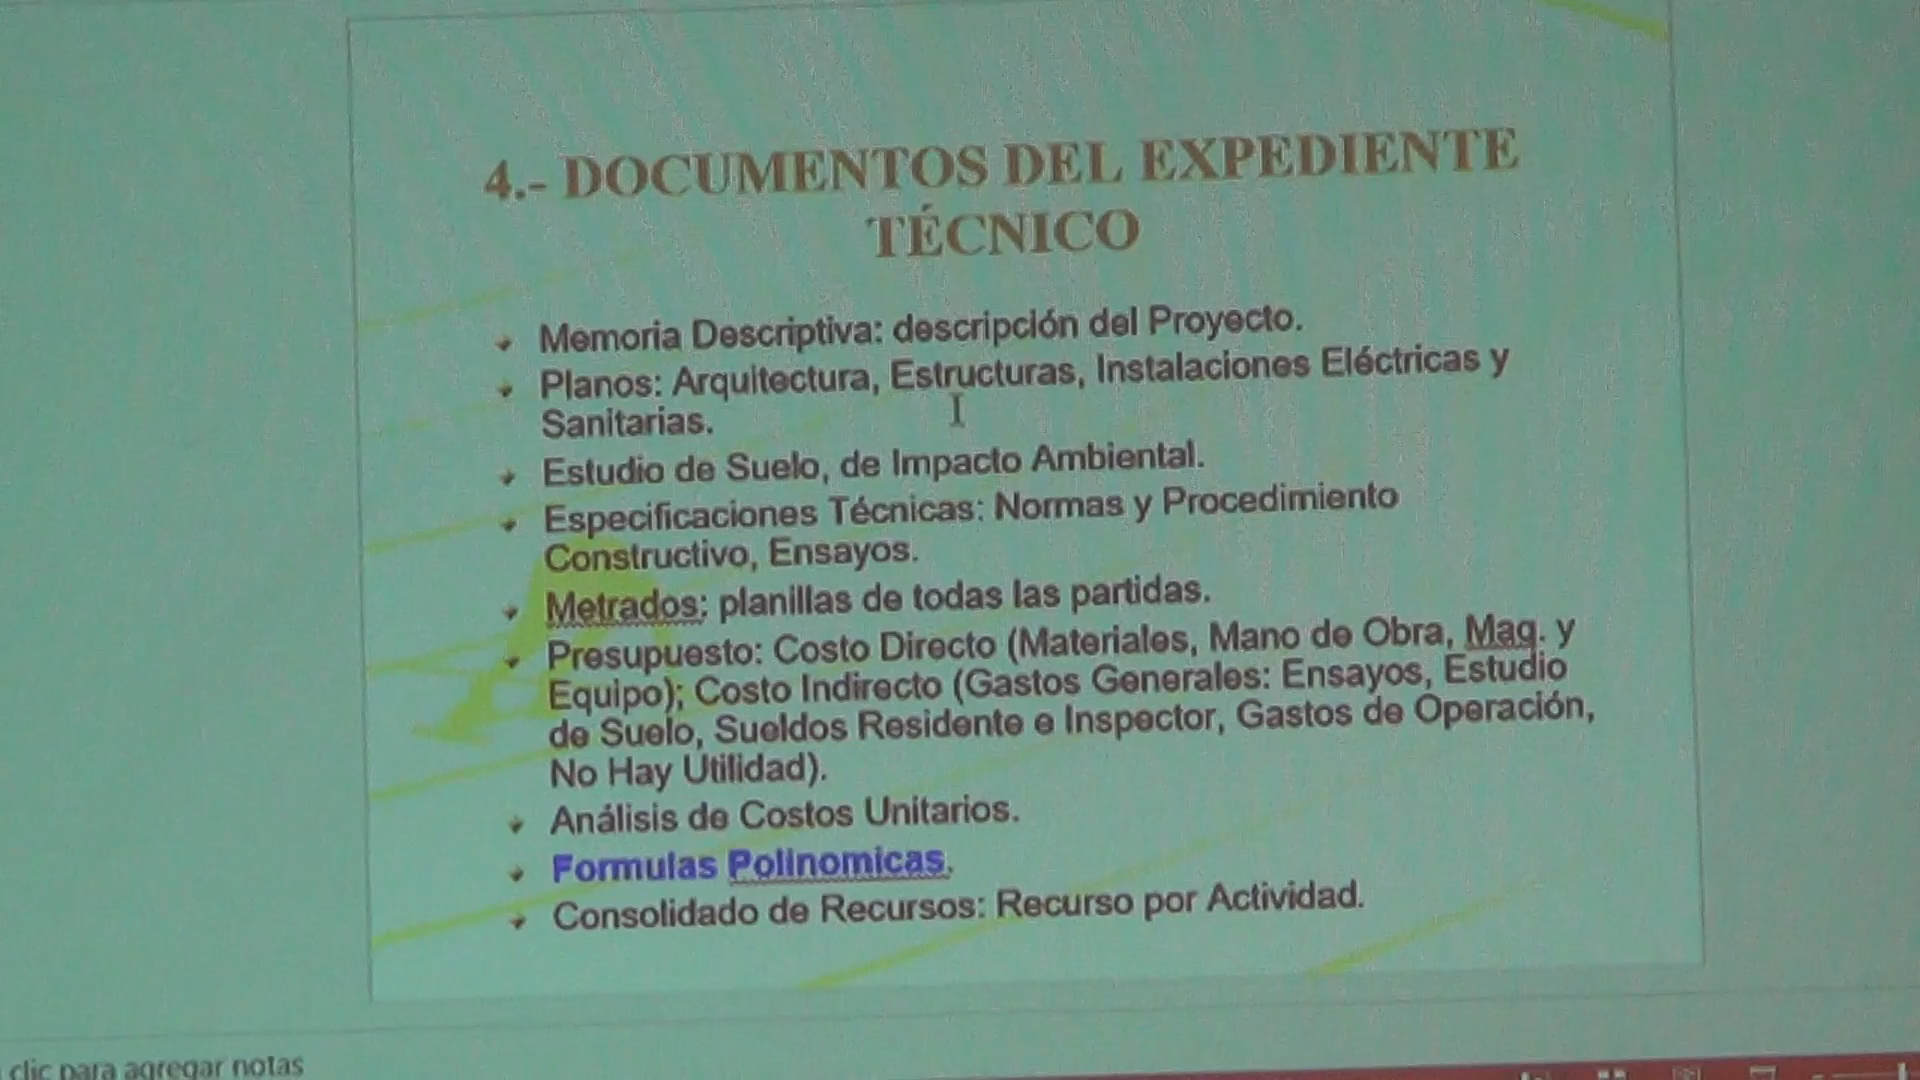 4.- DOCUMENTOS DEL EXPEDIENTE
TÉCNICO
Memoria Descriptiva: descripción del Proyecto.
Planos: Arquitectura, Estructuras, Instalaciones Eléctricas y
Sanitarias.
Estudio de Suelo, de Impacto Ambiental.
Especificaciones Técnicas: Normas y Procedimiento
Constructivo, Ensayos.
Metrados: planillas de todas las partidas.
Presupuesto: Costo Directo (Materiales, Mano de Obra, Maq. y
Equipo); Costo Indirecto (Gastos Generales: Ensayos, Estudio
de Suelo, Sueldos Residente e Inspector, Gastos de Operación,
No Hay Utilidad).
Análisis de Costos Unitarios.
Formulas Polinomicas.
Consolidado de Recursos: Recurso por Actividad.
clic para agregar notas